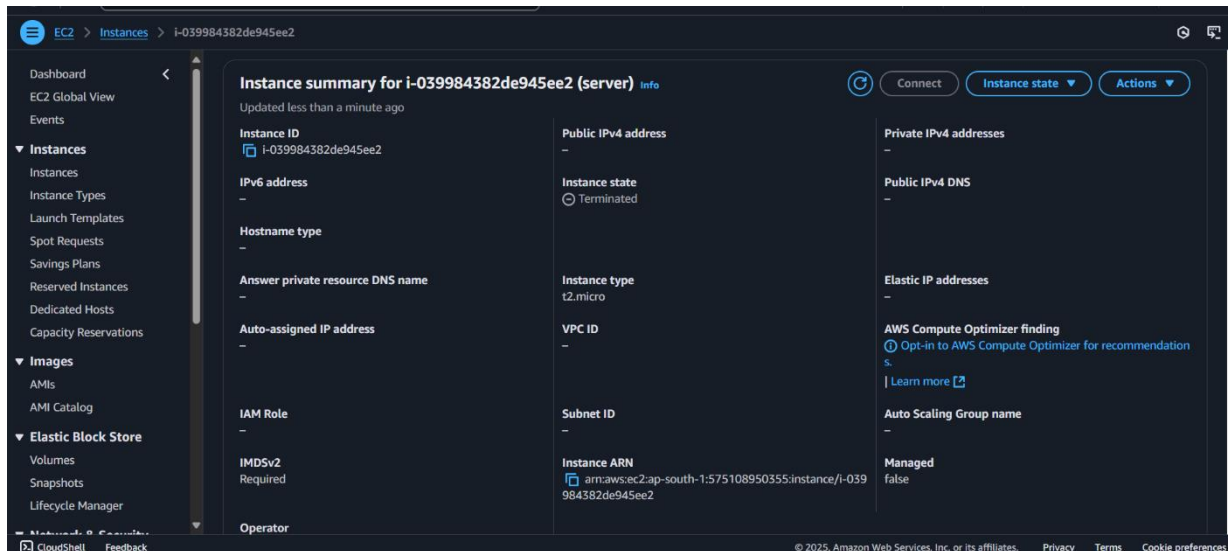 EC2 > Instances > i-039984382de945ee2
Dashboard
EC2 Global View
Events
Instances
Instances
Instance Types
Launch Templates
Spot Requests
Savings Plans
Reserved Instances
Dedicated Hosts
Capacity Reservations
Images
AMIs
AMI Catalog
Elastic Block Store
Volumes
Snapshots
Lifecycle Manager
Network & Security
Instance summary for i-039984382de945ee2 (server) Info
Connect Instance state Actions
Updated less than a minute ago
Instance ID
i-039984382de945ee2
Public IPv4 address
–
Private IPv4 addresses
–
IPv6 address
–
Instance state
Terminated
Public IPv4 DNS
–
Hostname type
–
Answer private resource DNS name
–
Instance type
t2.micro
Elastic IP addresses
–
Auto-assigned IP address
–
VPC ID
–
AWS Compute Optimizer finding
Opt-in to AWS Compute Optimizer for recommendation
s.
| Learn more
IAM Role
–
Subnet ID
–
Auto Scaling Group name
–
IMDSv2
Required
Instance ARN
arn:aws:ec2:ap-south-1:575108950355:instance/i-039
984382de945ee2
Managed
false
Operator
CloudShell Feedback
© 2025, Amazon Web Services, Inc. or its affiliates. Privacy Terms Cookie preferences